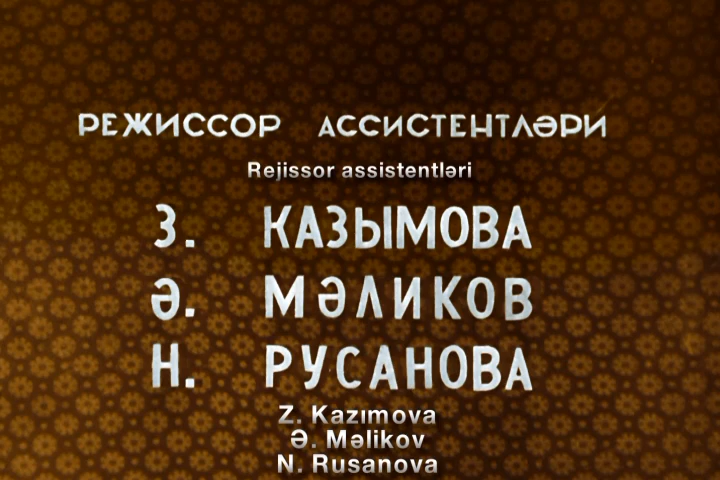 РЕЖИССОР АССИСТЕНТЛӘРИ
Rejissor assistentləri
З. КАЗЫМОВА
Ә. МӘЛИКОВ
Н. РУСАНОВА
Z. Kazımova
Ə. Məlikov
N. Rusanova